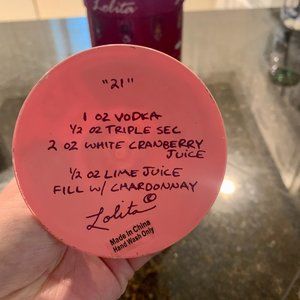 Lolita
"21"
1 OZ VODKA
1/2 OZ TRIPLE SEC
2 OZ WHITE CRANBERRY
JUICE
1/2 OZ LIME JUICE
FILL W/ CHARDONNAY
Lolita ©
Made in China
Hand Wash Only